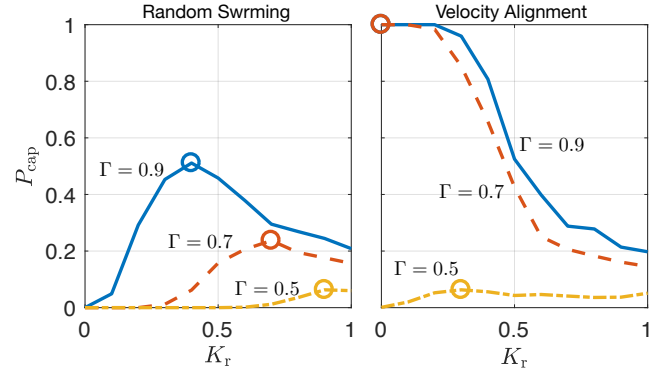 Random Swrming
Velocity Alignment
P_cap
1
0.8
0.6
0.4
0.2
0
Γ = 0.9
Γ = 0.7
Γ = 0.5
0
0.5
1
K_r
Γ = 0.9
Γ = 0.7
Γ = 0.5
0
0.5
1
K_r